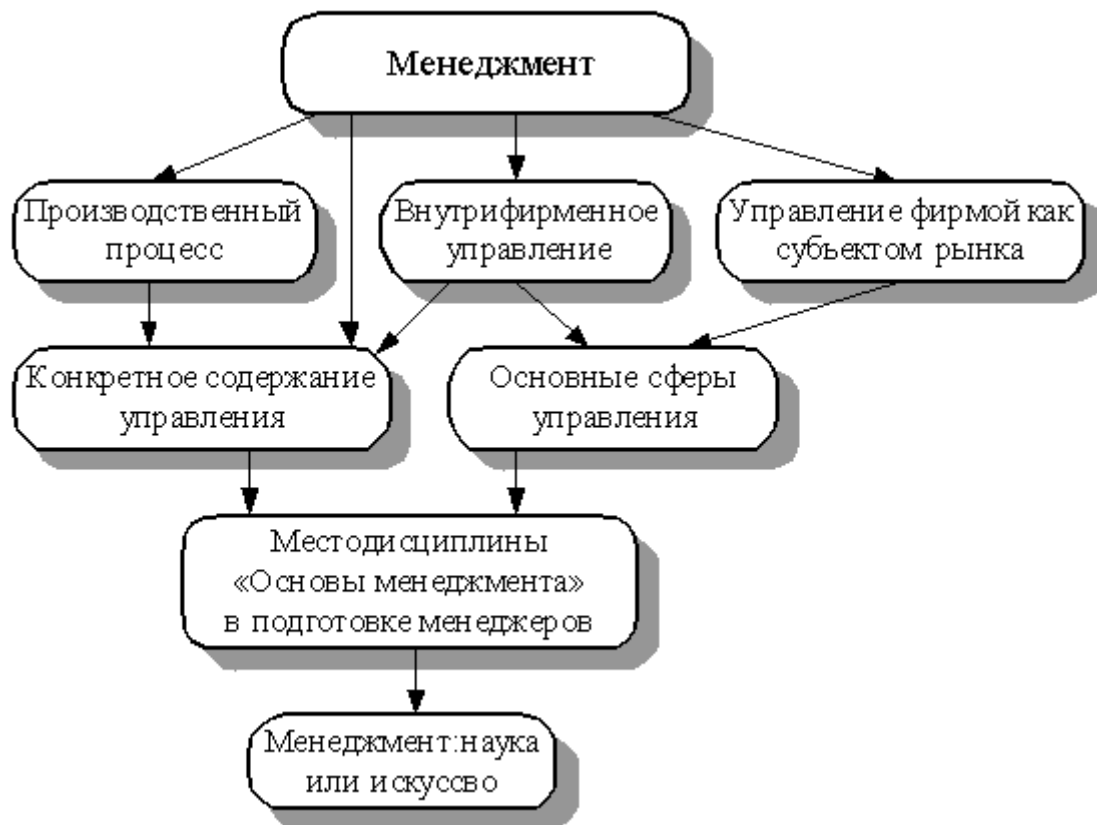 Менеджмент
Производственный
процесс
Внутрифирменное
управление
Управление фирмой как
субъектом рынка
Конкретное содержание
управления
Основные сферы
управления
Местодисциплины
«Основы менеджмента»
в подготовке менеджеров
Менеджмент:наука
или искуссво